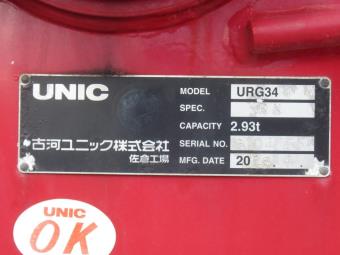 UNIC
古河ユニック株式会社
佐倉工場
MODEL URG34
SPEC.
CAPACITY 2.93t
SERIAL NO.
MFG. DATE 20
UNIC
OK